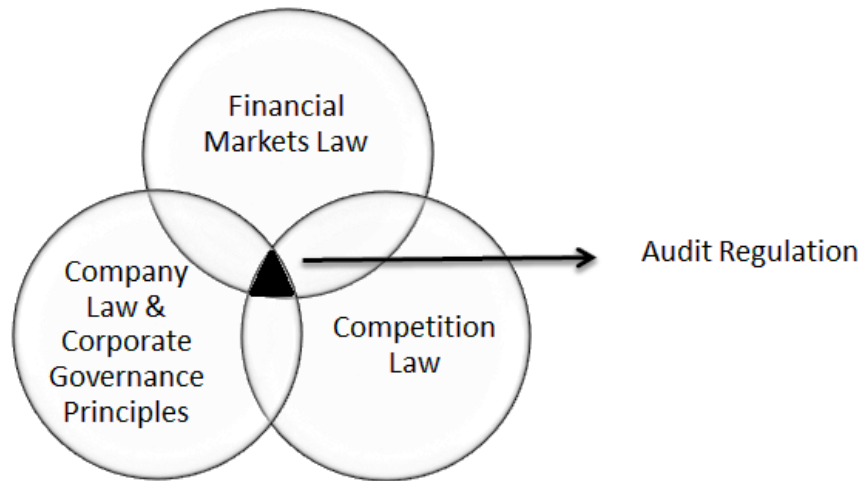 Financial
Markets Law
Audit Regulation
Company
Law &
Corporate
Governance
Principles
Competition
Law